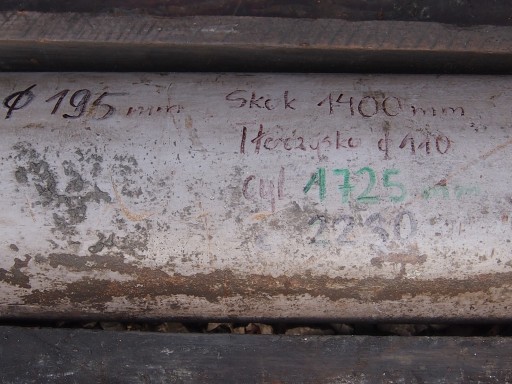 ϕ 195 mm
Skok 1400 mm
Tłoczysko ϕ 110
cyl 1725 mm
2230